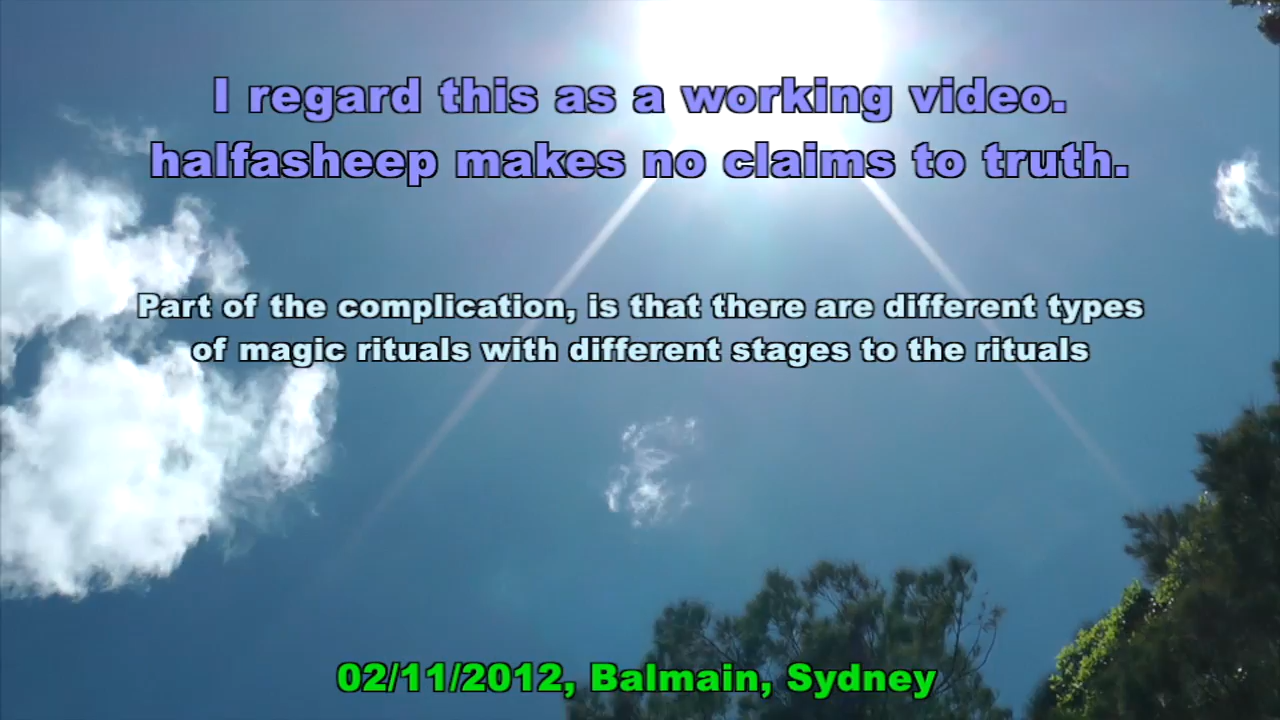 I regard this as a working video.
halfasheep makes no claims to truth.
Part of the complication, is that there are different types
of magic rituals with different stages to the rituals
02/11/2012, Balmain, Sydney